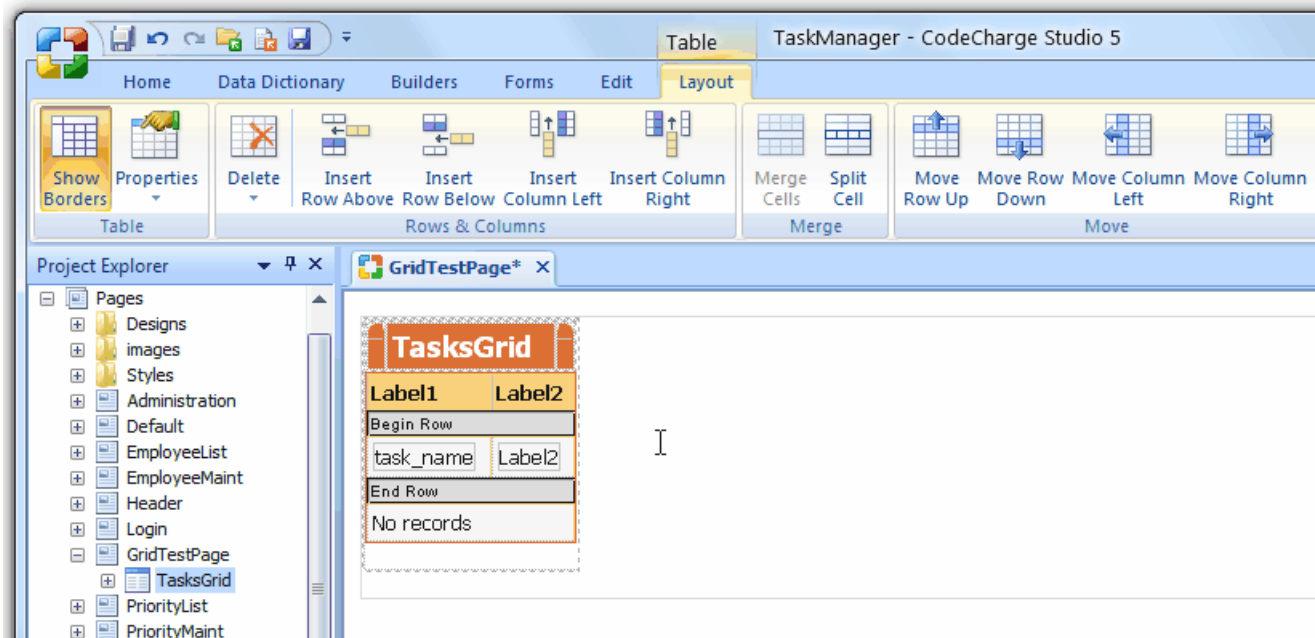 Table
TaskManager - CodeCharge Studio 5
Home Data Dictionary Builders Forms Edit Layout
Show Properties Delete Insert Insert Insert Insert Column Merge Split Move Move Row Move Column Move Column
Borders Row Above Row Below Column Left Right Cells Cell Row Up Down Left Right
Table Rows & Columns Merge Move
Project Explorer
GridTestPage*
Pages
Designs
images
Styles
Administration
Default
EmployeeList
EmployeeMaint
Header
Login
GridTestPage
TasksGrid
PriorityList
PriorityMaint
TasksGrid
Label1 Label2
Begin Row
task_name Label2
End Row
No records